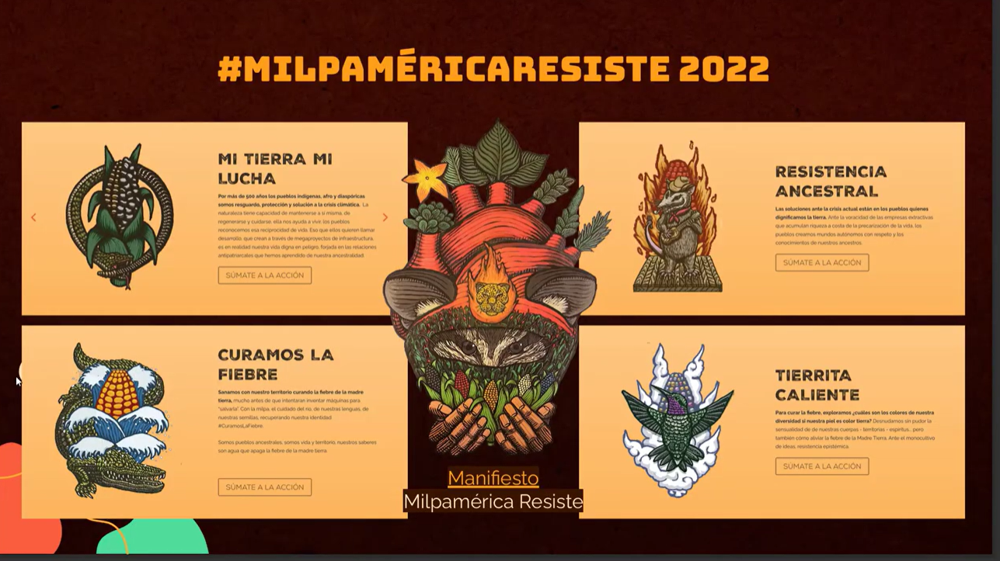 #MILPAMÉRICARESISTE 2022
MI TIERRA MI
LUCHA
Por más de 500 años los pueblos indígenas, afro y diaspóricas
somos resguardo, protección y solución a la crisis climática. La
naturaleza tiene capacidad de mantenerse a sí misma, de
regenerarse y cuidarse, ella nos ayuda a vivir, los pueblos
reconocemos esa reciprocidad de vida. Eso que ellos quieren llamar
desarrollo, que crean a través de megaproyectos de infraestructura,
es en realidad nuestra vida digna en peligro, forjada en las relaciones
antipatriarcales que hemos aprendido de nuestra ancestralidad.
SÚMATE A LA ACCIÓN
RESISTENCIA
ANCESTRAL
Las soluciones ante la crisis actual están en los pueblos quienes
dignificamos la tierra. Ante la voracidad de las empresas extractivas
que acumulan riqueza a costa de la precarización de la vida, los
pueblos creamos mundos autónomos con respeto y los
conocimientos de nuestros ancestros.
SÚMATE A LA ACCIÓN
CURAMOS LA
FIEBRE
Sanamos con nuestro territorio curando la fiebre de la madre
tierra, mucho antes de que intentaran inventar máquinas para
"salvarla". Con la milpa, el cuidado del río, de nuestras lenguas, de
nuestras semillas, recuperando nuestra identidad
#CuramosLaFiebre.
Somos pueblos ancestrales, somos vida y territorio, nuestros saberes
son agua que apaga la fiebre de la madre tierra.
SÚMATE A LA ACCIÓN
TIERRITA
CALIENTE
Para curar la fiebre, exploramos ¿cuáles son los colores de nuestra
diversidad si nuestra piel es color tierra? Desnudamos sin pudor la
sensualidad de de nuestras cuerpas - territorias - espíritus... pero
también cómo aliviar la fiebre de la Madre Tierra. Ante el monocultivo
de ideas, resistencia epistémica.
SÚMATE A LA ACCIÓN
Manifiesto
Milpamérica Resiste